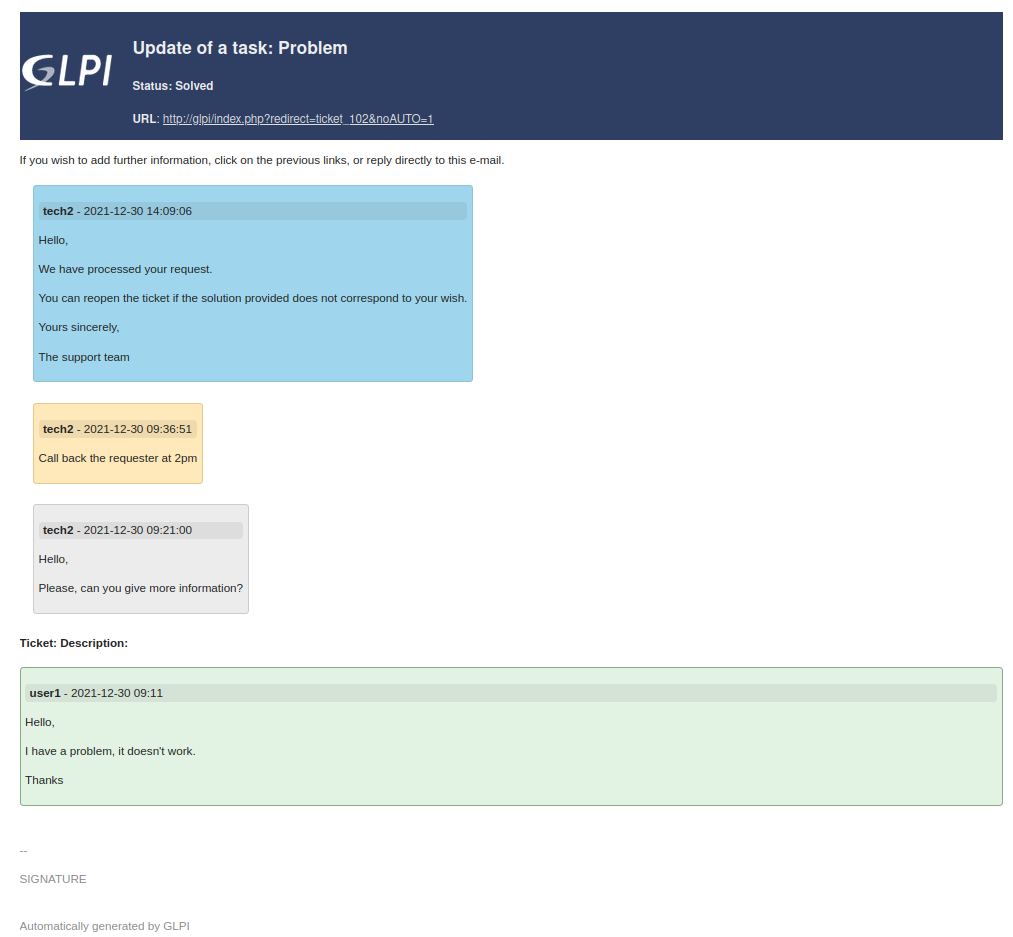 GLPI
Update of a task: Problem
Status: Solved
URL: http://glpi/index.php?redirect=ticket_102&noAUTO=1
If you wish to add further information, click on the previous links, or reply directly to this e-mail.
tech2 - 2021-12-30 14:09:06
Hello,
We have processed your request.
You can reopen the ticket if the solution provided does not correspond to your wish.
Yours sincerely,
The support team
tech2 - 2021-12-30 09:36:51
Call back the requester at 2pm
tech2 - 2021-12-30 09:21:00
Hello,
Please, can you give more information?
Ticket: Description:
user1 - 2021-12-30 09:11
Hello,
I have a problem, it doesn't work.
Thanks
--
SIGNATURE
Automatically generated by GLPI